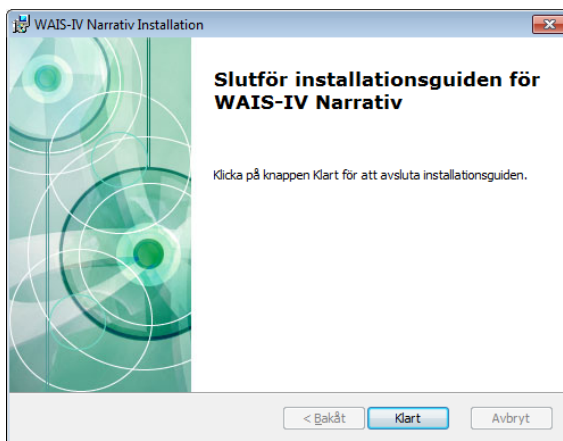 WAIS-IV Narrativ Installation
Slutför installationsguiden för
WAIS-IV Narrativ
Klicka på knappen Klart för att avsluta installationsguiden.
< Bakåt
Klart
Avbryt